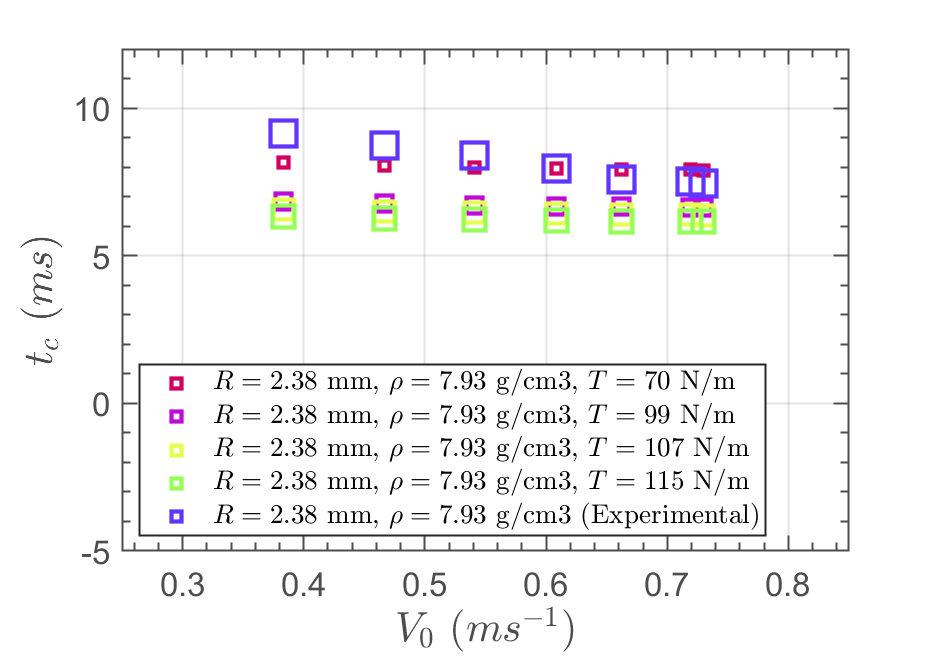 10
5
0
-5
t_c (ms)
R = 2.38 mm, ρ = 7.93 g/cm3, T = 70 N/m
R = 2.38 mm, ρ = 7.93 g/cm3, T = 99 N/m
R = 2.38 mm, ρ = 7.93 g/cm3, T = 107 N/m
R = 2.38 mm, ρ = 7.93 g/cm3, T = 115 N/m
R = 2.38 mm, ρ = 7.93 g/cm3 (Experimental)
0.3 0.4 0.5 0.6 0.7 0.8
V₀ (ms⁻¹)